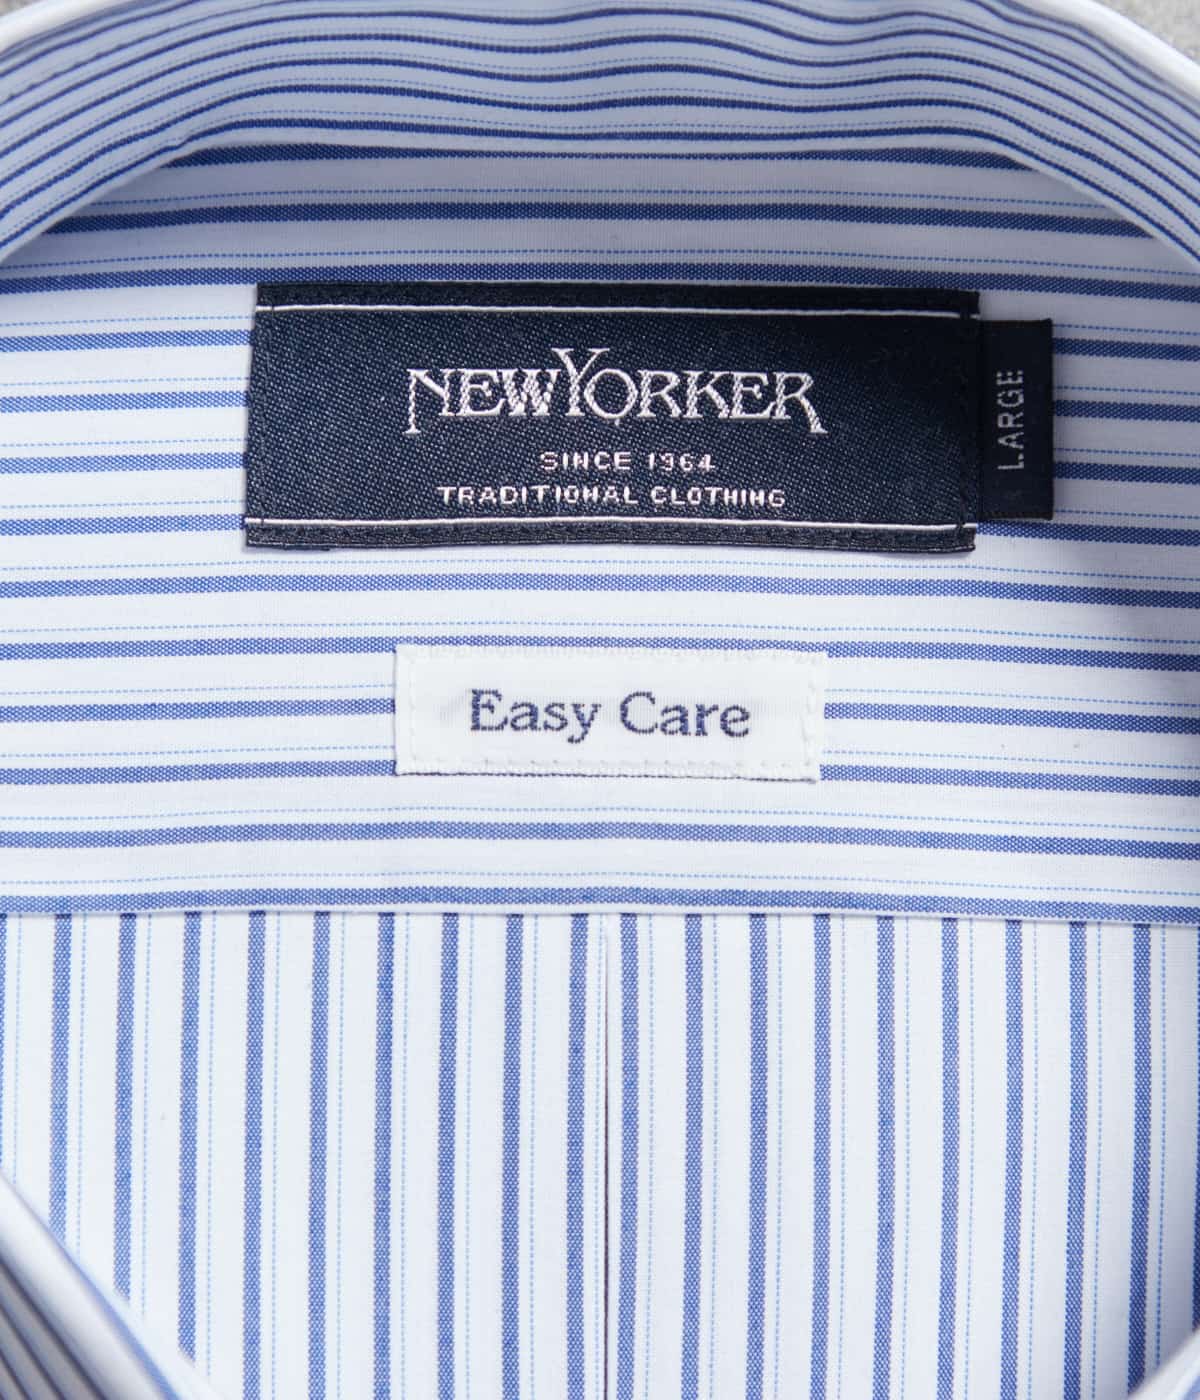 NEWYORKER
SINCE 1964
TRADITIONAL CLOTHING
LARGE
Easy Care